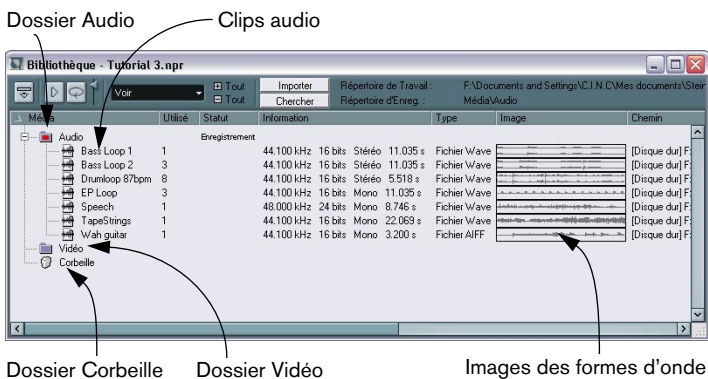 Dossier Audio
Clips audio
Bibliothèque - Tutorial 3.npr
Voir
Tout
Tout
Importer
Chercher
Répertoire de Travail :
Répertoire d'Enreg. :
F:\Documents and Settings\C.I.N.C\Mes documents\Stein
Média\Audio
Média Utilisé Statut Information Type Image Chemin
Audio Enregistrement
Bass Loop 1 1 44.100 kHz 16 bits Stéréo 11.035 s Fichier Wave [Disque dur] F:
Bass Loop 2 3 44.100 kHz 16 bits Stéréo 11.035 s Fichier Wave [Disque dur] F:
Drumloop 87bpm 8 44.100 kHz 16 bits Stéréo 5.518 s Fichier Wave [Disque dur] F:
EP Loop 3 44.100 kHz 16 bits Mono 11.035 s Fichier Wave [Disque dur] F:
Speech 1 48.000 kHz 24 bits Mono 8.746 s Fichier Wave [Disque dur] F:
TapeStrings 1 44.100 kHz 16 bits Mono 22.069 s Fichier Wave [Disque dur] F:
Wah guitar 1 44.100 kHz 16 bits Mono 3.200 s Fichier AIFF [Disque dur] F:
Vidéo
Corbeille
Dossier Corbeille
Dossier Vidéo
Images des formes d'onde